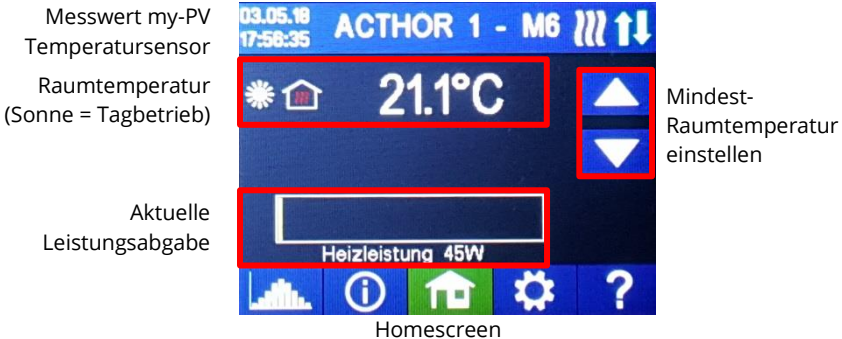 Messwert my-PV
Temperatursensor
Raumtemperatur
(Sonne = Tagbetrieb)
Aktuelle
Leistungsabgabe
03.05.18
17:56:35
ACTHOR 1 - M6
21.1°C
Heizleistung 45W
?
Mindest-
Raumtemperatur
einstellen
Homescreen